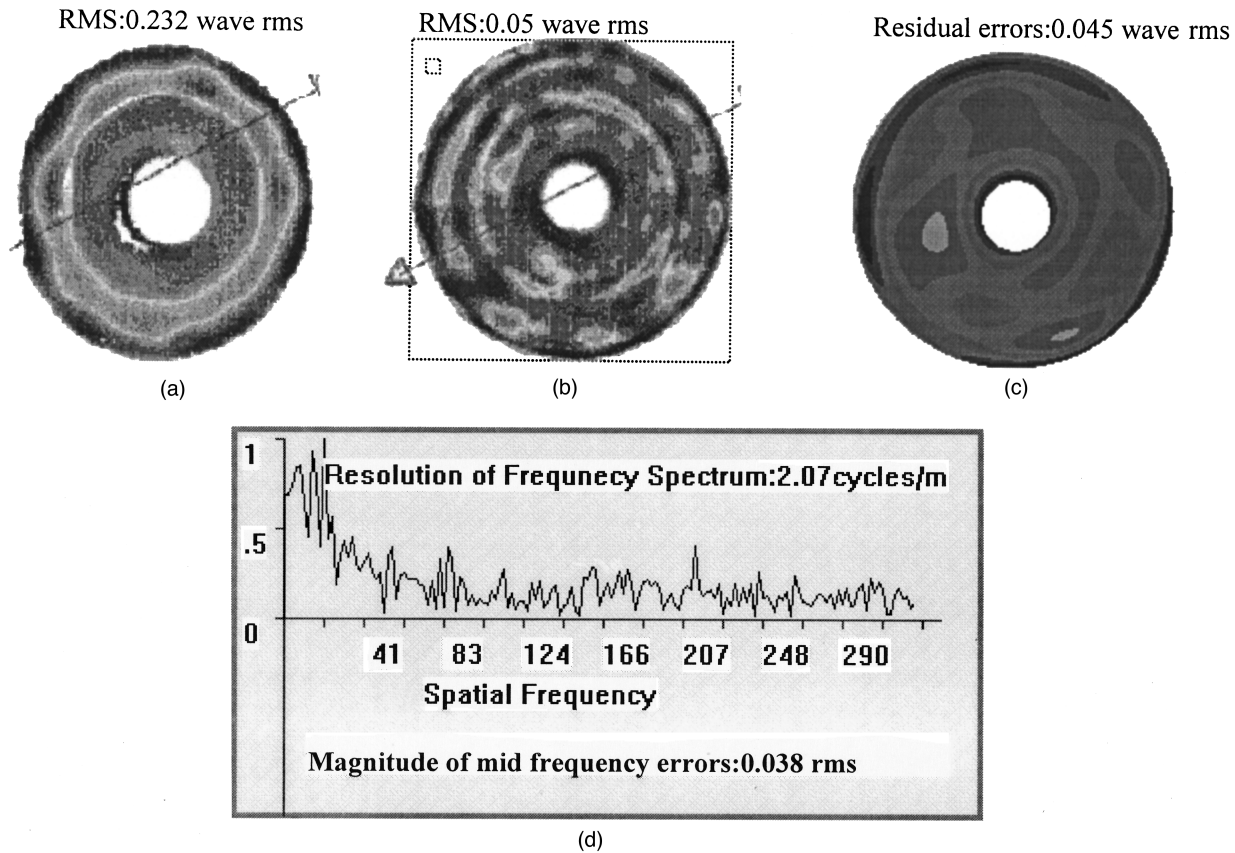 RMS:0.232 wave rms
RMS:0.05 wave rms
Residual errors:0.045 wave rms
(a)
(b)
(c)
1
Resolution of Frequnecy Spectrum:2.07cycles/m
.5
0
41 83 124 166 207 248 290
Spatial Frequency
Magnitude of mid frequency errors:0.038 rms
(d)